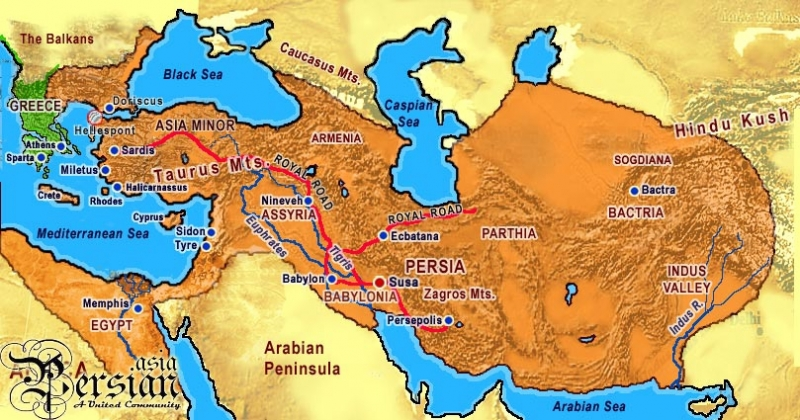 The Balkans
Black Sea
Caucasus Mts.
Caspian
Sea
GREECE
Doriscus
Hellespont
Athens
Sparta
ASIA MINOR
ARMENIA
Hindu Kush
Sardis
Taurus Mts.
ROYAL ROAD
SOGDIANA
Miletus
Halicarnassus
Rhodes
Crete
Cyprus
Nineveh
ASSYRIA
ROYAL ROAD
Bactra
BACTRIA
Mediterranean Sea
Sidon
Tyre
Euphrates
Tigris
Ecbatana
PARTHIA
Babylon
BABYLONIA
Susa
PERSIA
Zagros Mts.
INDUS
VALLEY
Indus R.
Memphis
EGYPT
Persepolis
Arabian
Peninsula
Arabian Sea
.asia
Persian
A United Community